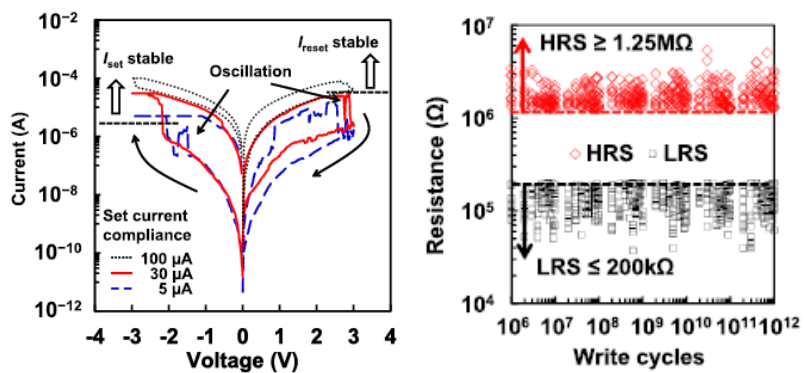 I_set stable
I_reset stable
Oscillation
Current (A)
10^-2
10^-4
10^-6
10^-8
10^-10
10^-12
Set current
compliance
100 µA
30 µA
5 µA
-4 -3 -2 -1 0 1 2 3 4
Voltage (V)
Resistance (Ω)
10^7
10^6
10^5
10^4
HRS ≥ 1.25MΩ
HRS LRS
LRS ≤ 200kΩ
10^6 10^7 10^8 10^9 10^10 10^11 10^12
Write cycles